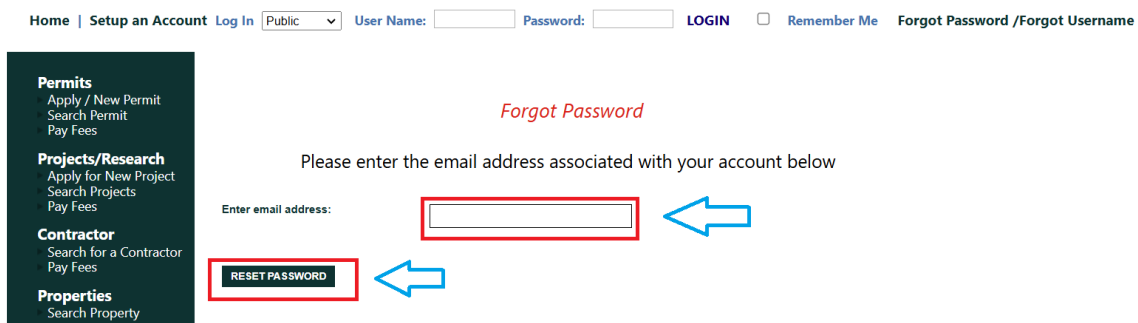 Home | Setup an Account Log In Public User Name: Password: LOGIN Remember Me Forgot Password /Forgot Username
Permits
Apply / New Permit
Search Permit
Pay Fees
Projects/Research
Apply for New Project
Search Projects
Pay Fees
Contractor
Search for a Contractor
Pay Fees
Properties
Search Property
Forgot Password
Please enter the email address associated with your account below
Enter email address:
RESET PASSWORD